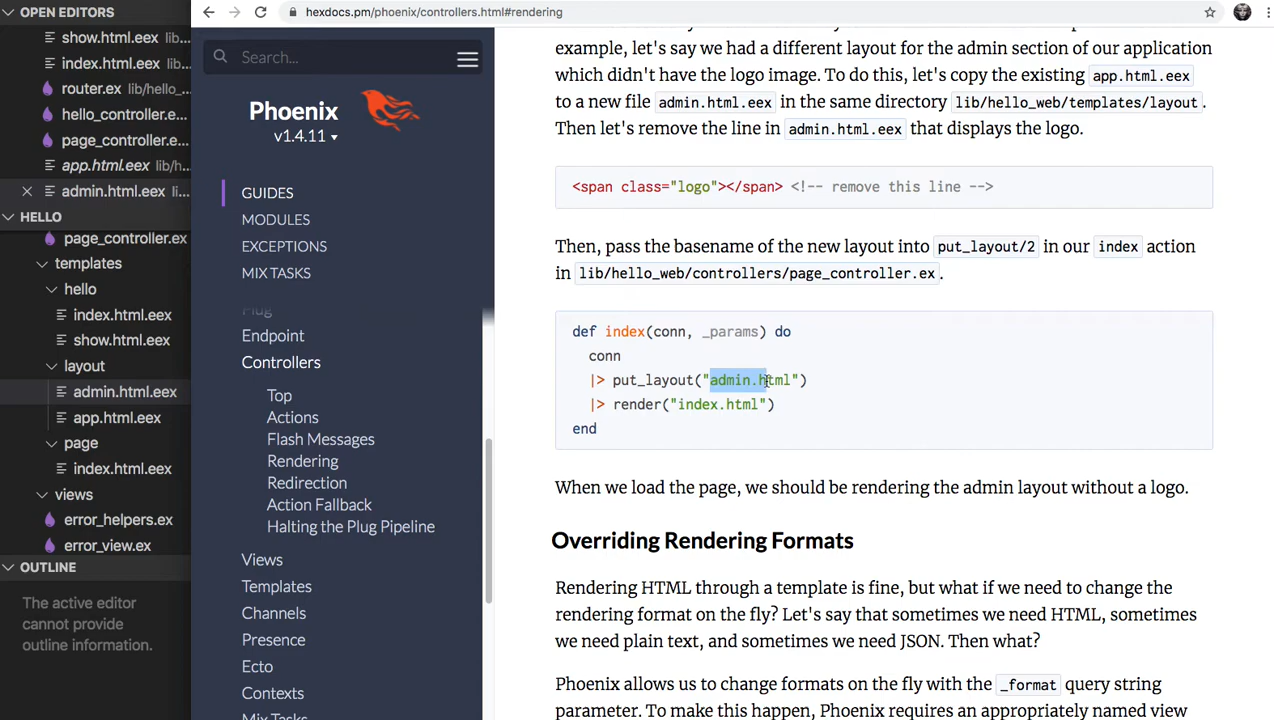 OPEN EDITORS
show.html.eex lib...
index.html.eex lib...
router.ex lib/hello_...
hello_controller.e...
page_controller.e...
app.html.eex lib/h...
admin.html.eex li...
HELLO
page_controller.ex
templates
hello
index.html.eex
show.html.eex
layout
admin.html.eex
app.html.eex
page
index.html.eex
views
error_helpers.ex
error_view.ex
OUTLINE
The active editor
cannot provide
outline information.
hexdocs.pm/phoenix/controllers.html#rendering
Search...
Phoenix
v1.4.11
GUIDES
MODULES
EXCEPTIONS
MIX TASKS
Plug
Endpoint
Controllers
Top
Actions
Flash Messages
Rendering
Redirection
Action Fallback
Halting the Plug Pipeline
Views
Templates
Channels
Presence
Ecto
Contexts
Mix Tasks
example, let's say we had a different layout for the admin section of our application
which didn't have the logo image. To do this, let's copy the existing app.html.eex
to a new file admin.html.eex in the same directory lib/hello_web/templates/layout.
Then let's remove the line in admin.html.eex that displays the logo.
<span class="logo"></span> <!-- remove this line -->
Then, pass the basename of the new layout into put_layout/2 in our index action
in lib/hello_web/controllers/page_controller.ex.
def index(conn, _params) do
conn
|> put_layout("admin.html")
|> render("index.html")
end
When we load the page, we should be rendering the admin layout without a logo.
Overriding Rendering Formats
Rendering HTML through a template is fine, but what if we need to change the
rendering format on the fly? Let's say that sometimes we need HTML, sometimes
we need plain text, and sometimes we need JSON. Then what?
Phoenix allows us to change formats on the fly with the _format query string
parameter. To make this happen, Phoenix requires an appropriately named view